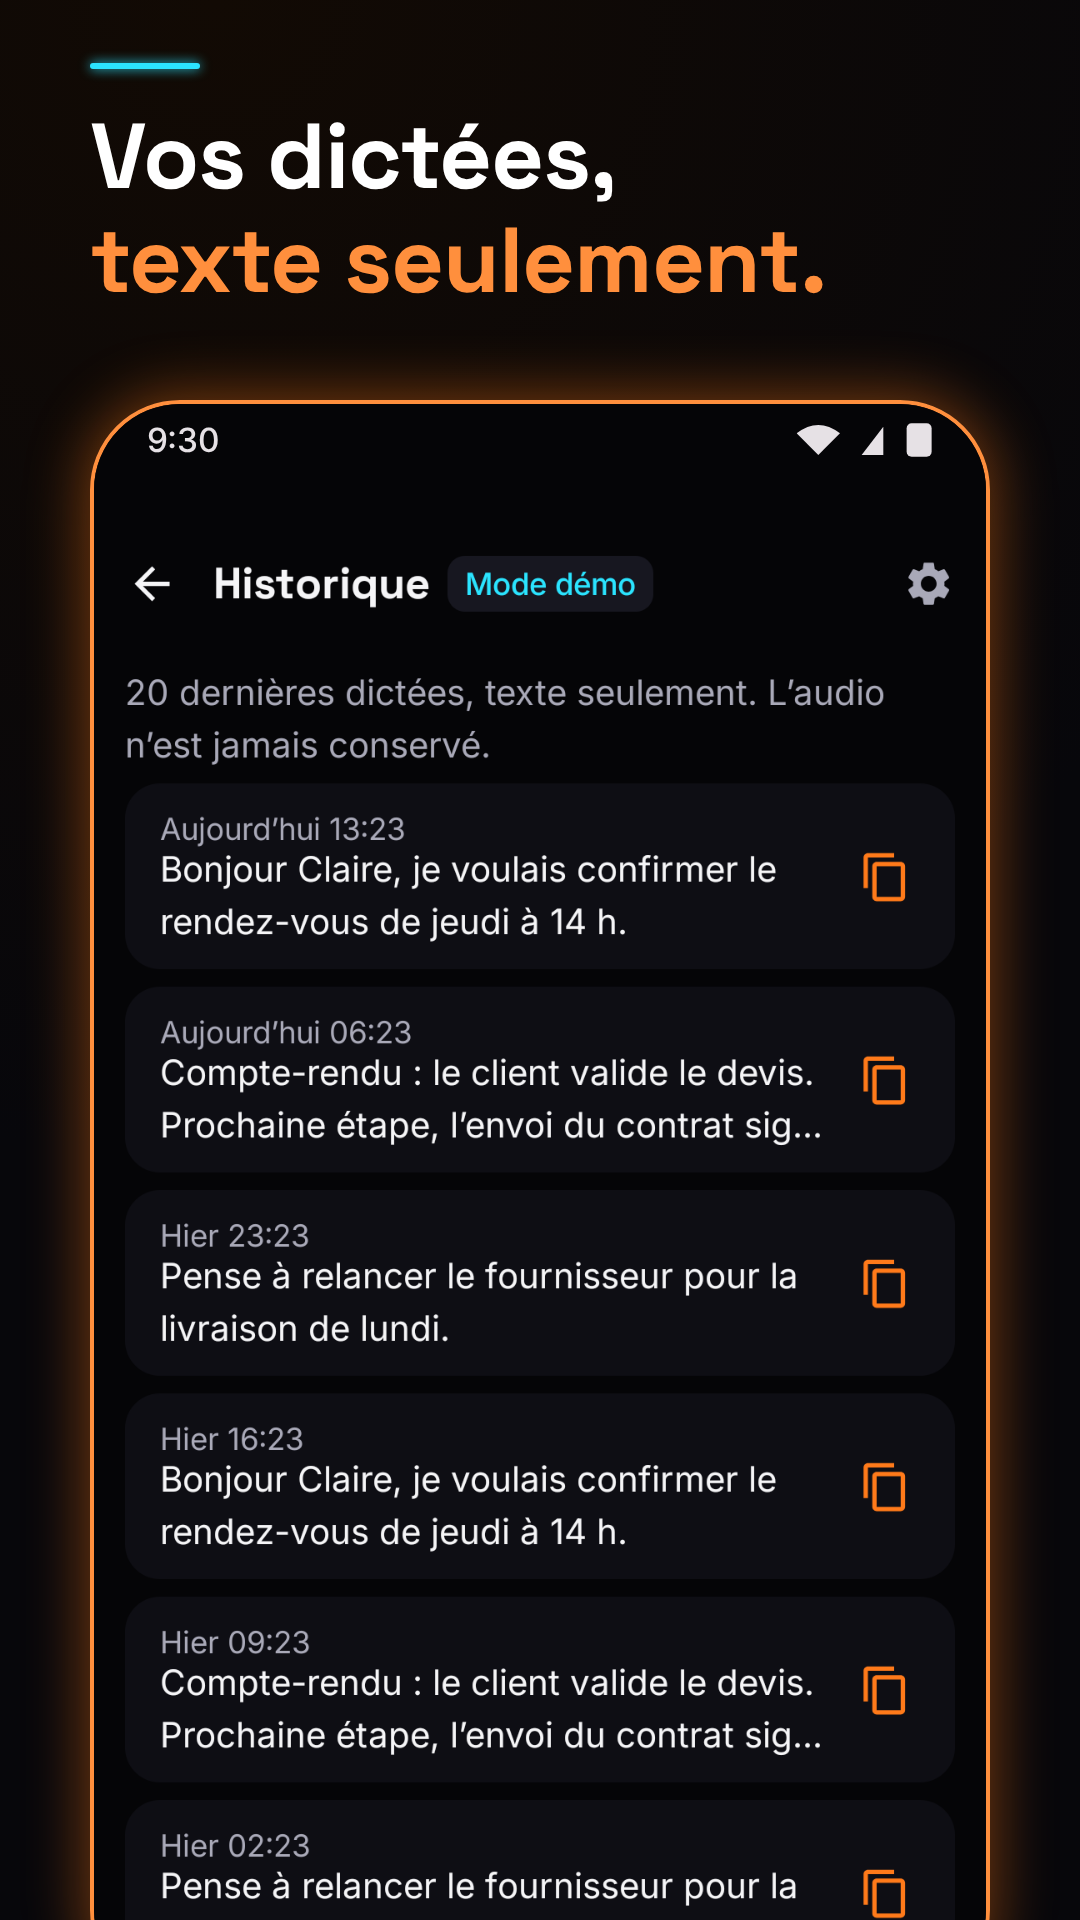 Vos dictées,
texte seulement.
9:30
Historique
Mode démo
20 dernières dictées, texte seulement. L’audio
n’est jamais conservé.
Aujourd’hui 13:23
Bonjour Claire, je voulais confirmer le
rendez-vous de jeudi à 14 h.
Aujourd’hui 06:23
Compte-rendu : le client valide le devis.
Prochaine étape, l’envoi du contrat sig...
Hier 23:23
Pense à relancer le fournisseur pour la
livraison de lundi.
Hier 16:23
Bonjour Claire, je voulais confirmer le
rendez-vous de jeudi à 14 h.
Hier 09:23
Compte-rendu : le client valide le devis.
Prochaine étape, l’envoi du contrat sig...
Hier 02:23
Pense à relancer le fournisseur pour la